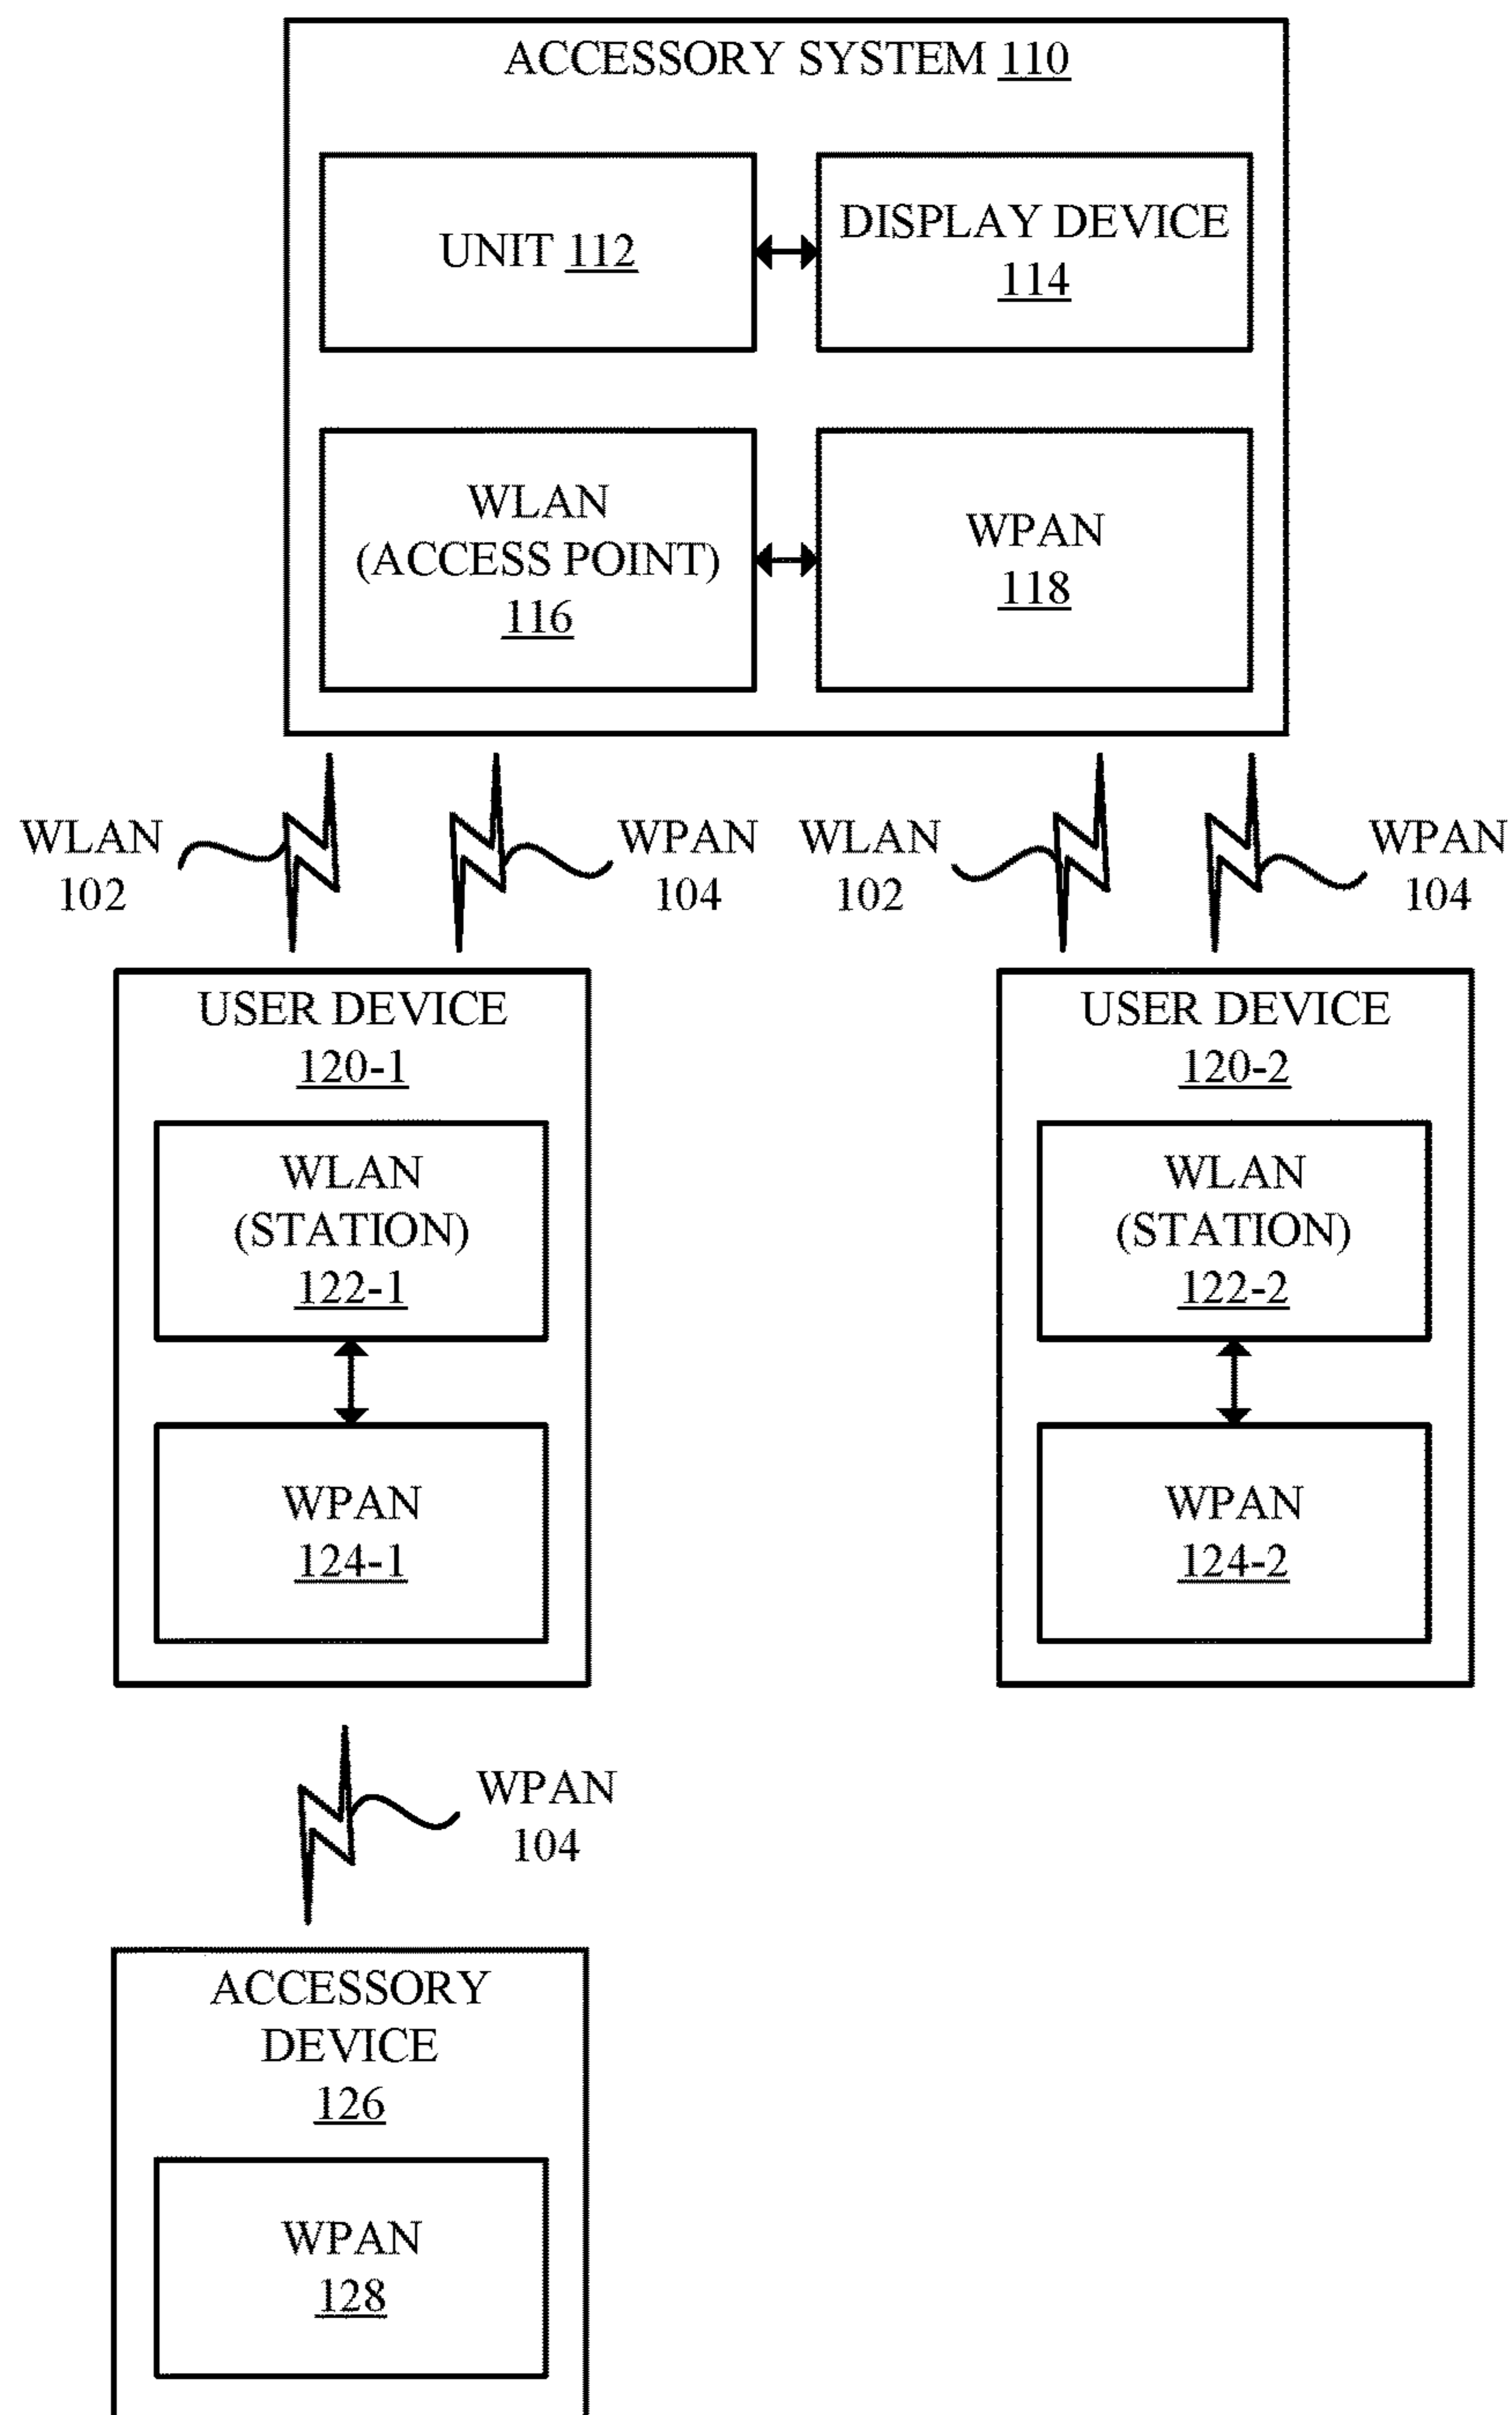 ACCESSORY SYSTEM 110
UNIT 112
DISPLAY DEVICE
114
WLAN
(ACCESS POINT)
116
WPAN
118
WLAN
102
WPAN
104
WLAN
102
WPAN
104
USER DEVICE
120-1
WLAN
(STATION)
122-1
WPAN
124-1
USER DEVICE
120-2
WLAN
(STATION)
122-2
WPAN
124-2
WPAN
104
ACCESSORY
DEVICE
126
WPAN
128